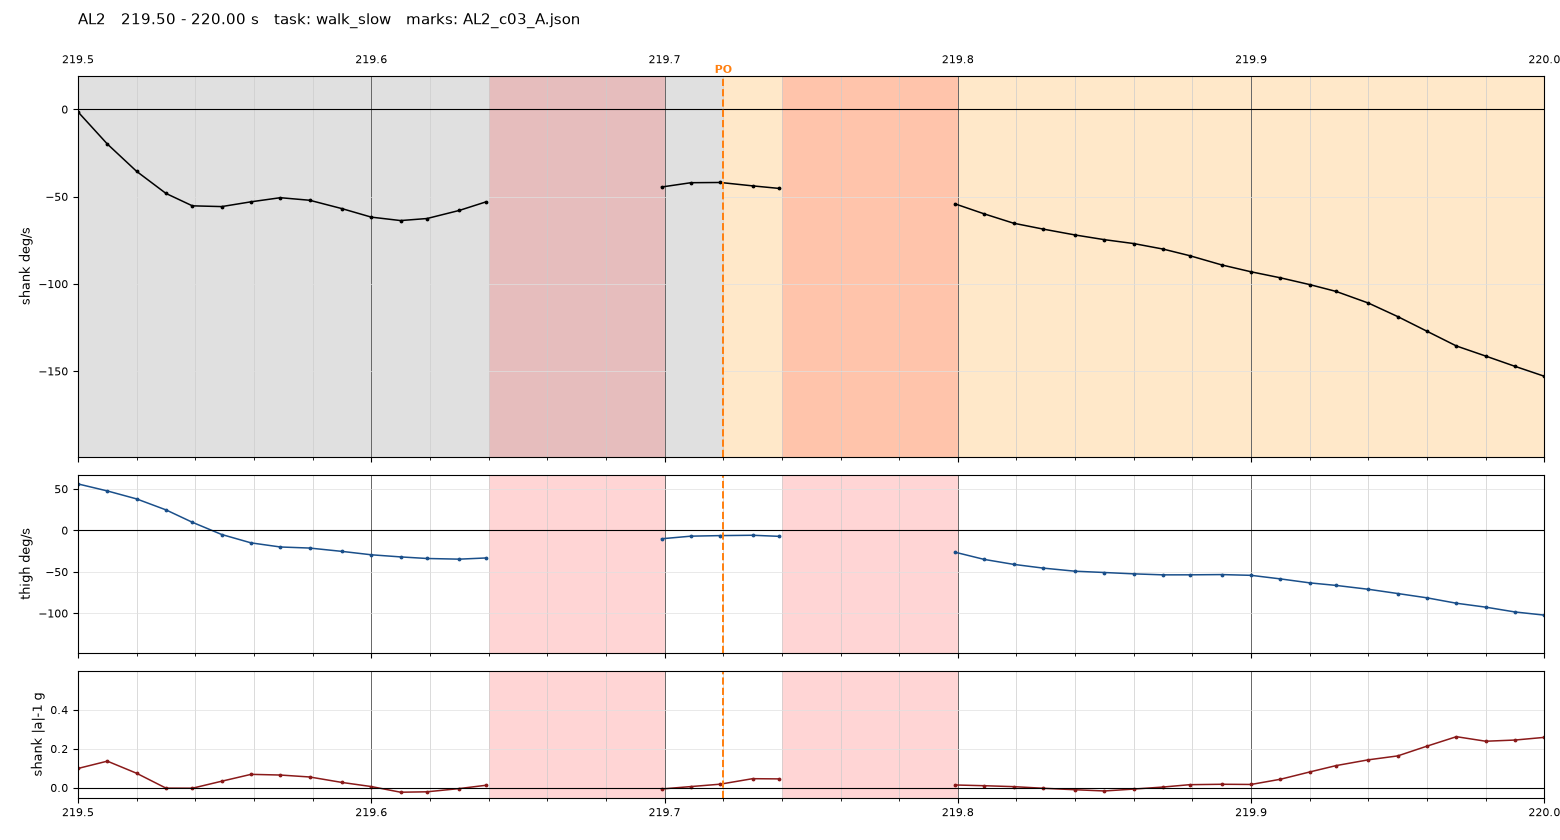 AL2   219.50 - 220.00 s   task: walk_slow   marks: AL2_c03_A.json
219.5 219.6 219.7 219.8 219.9 220.0
PO
0
−50
−100
−150
shank deg/s
50
0
−50
−100
thigh deg/s
0.4
0.2
0.0
shank |a|-1 g
219.5 219.6 219.7 219.8 219.9 220.0